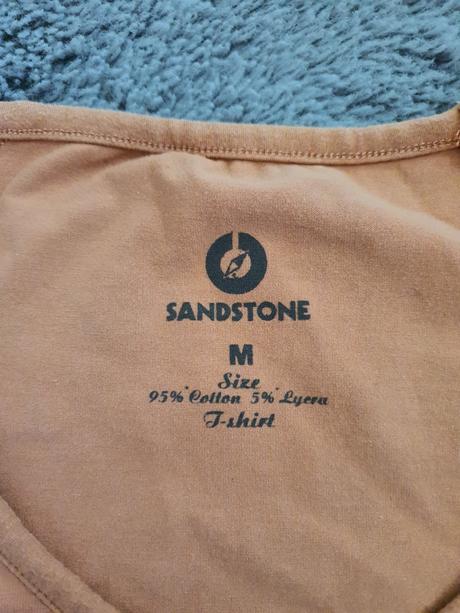 SANDSTONE
M
Size
95% Cotton 5% Lycra
T-shirt